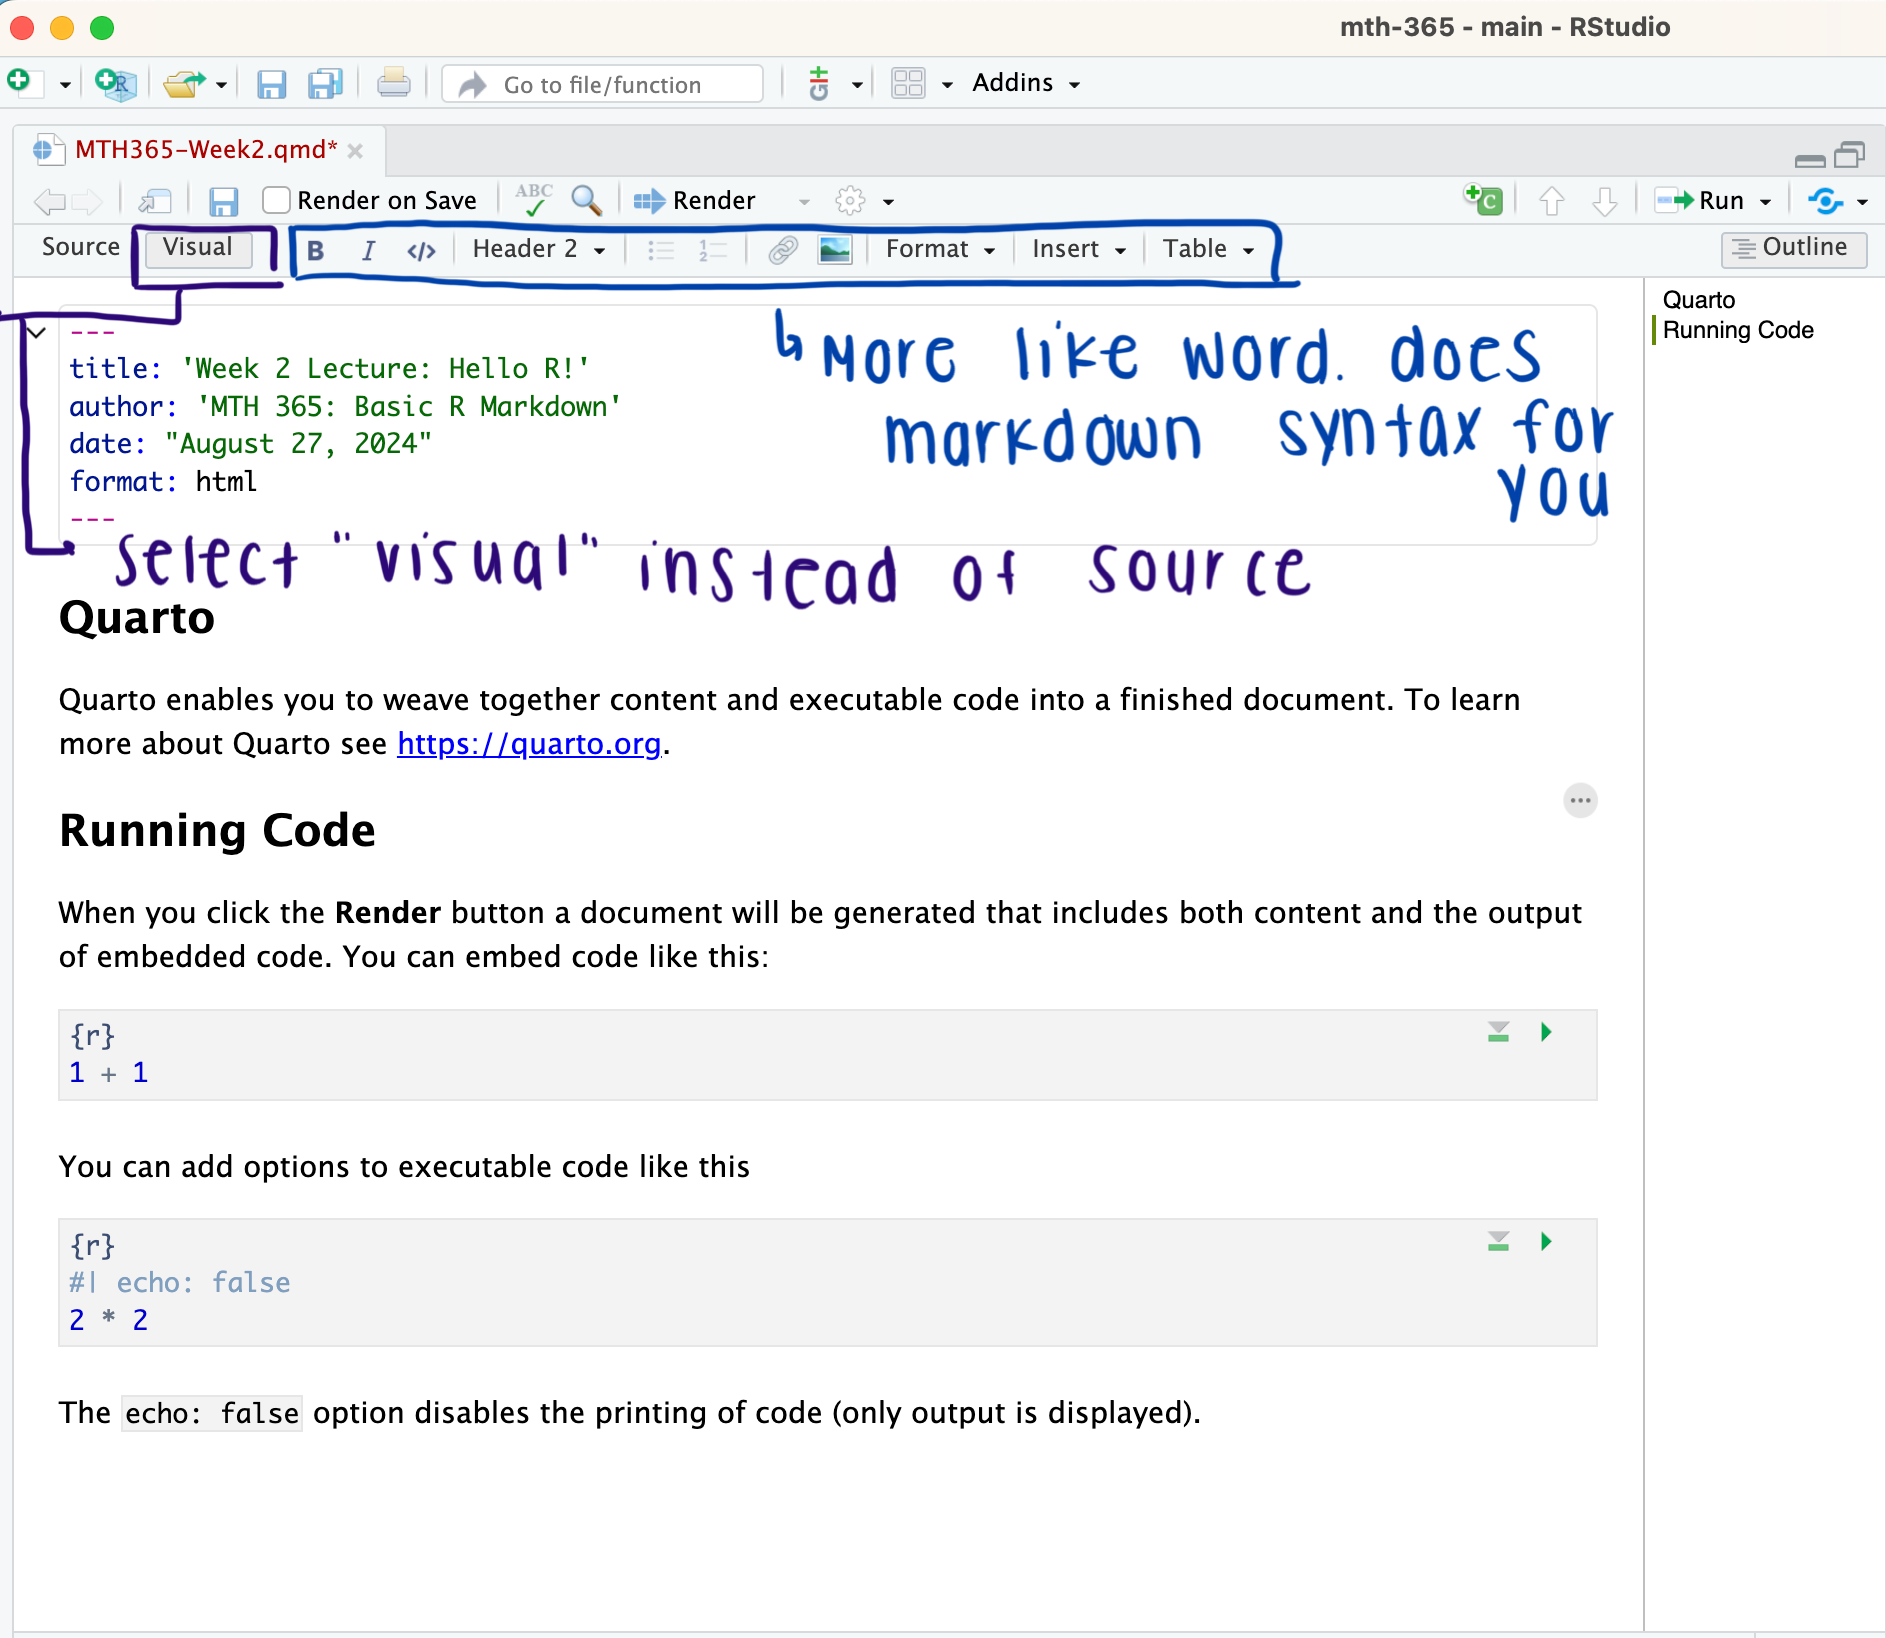 mth-365 - main - RStudio
Go to file/function
Git
Addins
MTH365-Week2.qmd*
Render on Save
ABC
Render
C
Run
Source
Visual
B I </> Header 2 Format Insert Table
Outline
Quarto
Running Code
---
title: 'Week 2 Lecture: Hello R!'
author: 'MTH 365: Basic R Markdown'
date: "August 27, 2024"
format: html
---
More like word. does
markdown syntax for
you
select "visual" instead of source
Quarto
Quarto enables you to weave together content and executable code into a finished document. To learn
more about Quarto see https://quarto.org.
Running Code
When you click the Render button a document will be generated that includes both content and the output
of embedded code. You can embed code like this:
{r}
1 + 1
You can add options to executable code like this
{r}
#| echo: false
2 * 2
The echo: false option disables the printing of code (only output is displayed).